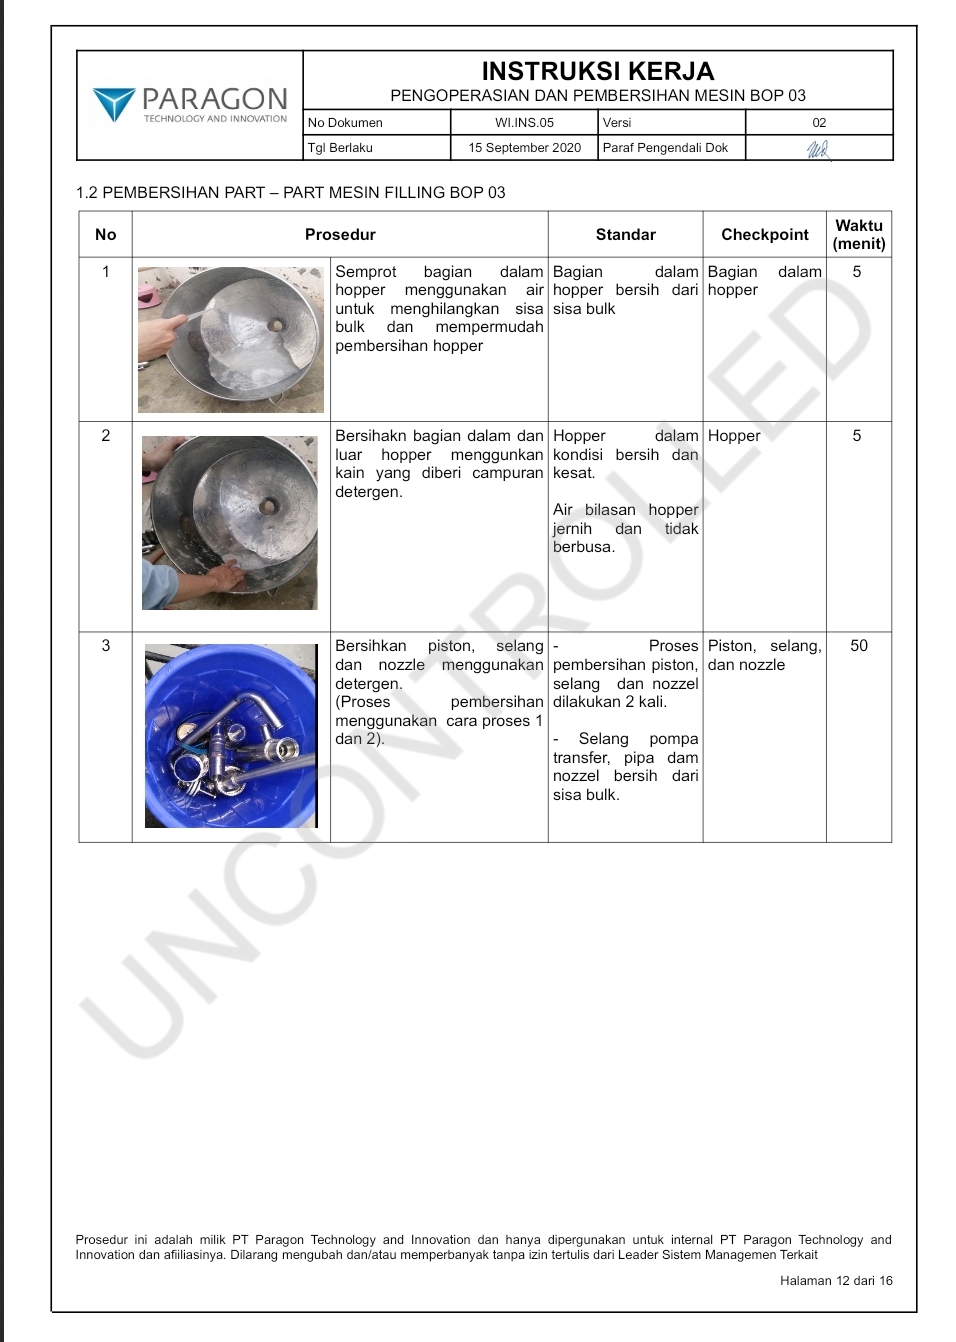 PARAGON
TECHNOLOGY AND INNOVATION
INSTRUKSI KERJA
PENGOPERASIAN DAN PEMBERSIHAN MESIN BOP 03
No Dokumen
WI.INS.05
Versi
02
Tgl Berlaku
15 September 2020
Paraf Pengendali Dok
1.2 PEMBERSIHAN PART – PART MESIN FILLING BOP 03
No
Prosedur
Standar
Checkpoint
Waktu
(menit)
1
Semprot bagian dalam
hopper menggunakan air
untuk menghilangkan sisa
bulk dan mempermudah
pembersihan hopper
Bagian dalam
hopper bersih dari
sisa bulk
Bagian dalam
hopper
5
2
Bersihakn bagian dalam dan
luar hopper menggunkan
kain yang diberi campuran
detergen.
Hopper dalam
kondisi bersih dan
kesat.
Air bilasan hopper
jernih dan tidak
berbusa.
Hopper
5
3
Bersihkan piston, selang
dan nozzle menggunakan
detergen.
(Proses pembersihan
menggunakan cara proses 1
dan 2).
- Proses
pembersihan piston,
selang dan nozzel
dilakukan 2 kali.
- Selang pompa
transfer, pipa dam
nozzel bersih dari
sisa bulk.
Piston, selang,
dan nozzle
50
UNCONTROLLED
Prosedur ini adalah milik PT Paragon Technology and Innovation dan hanya dipergunakan untuk internal PT Paragon Technology and
Innovation dan afiiliasinya. Dilarang mengubah dan/atau memperbanyak tanpa izin tertulis dari Leader Sistem Managemen Terkait
Halaman 12 dari 16